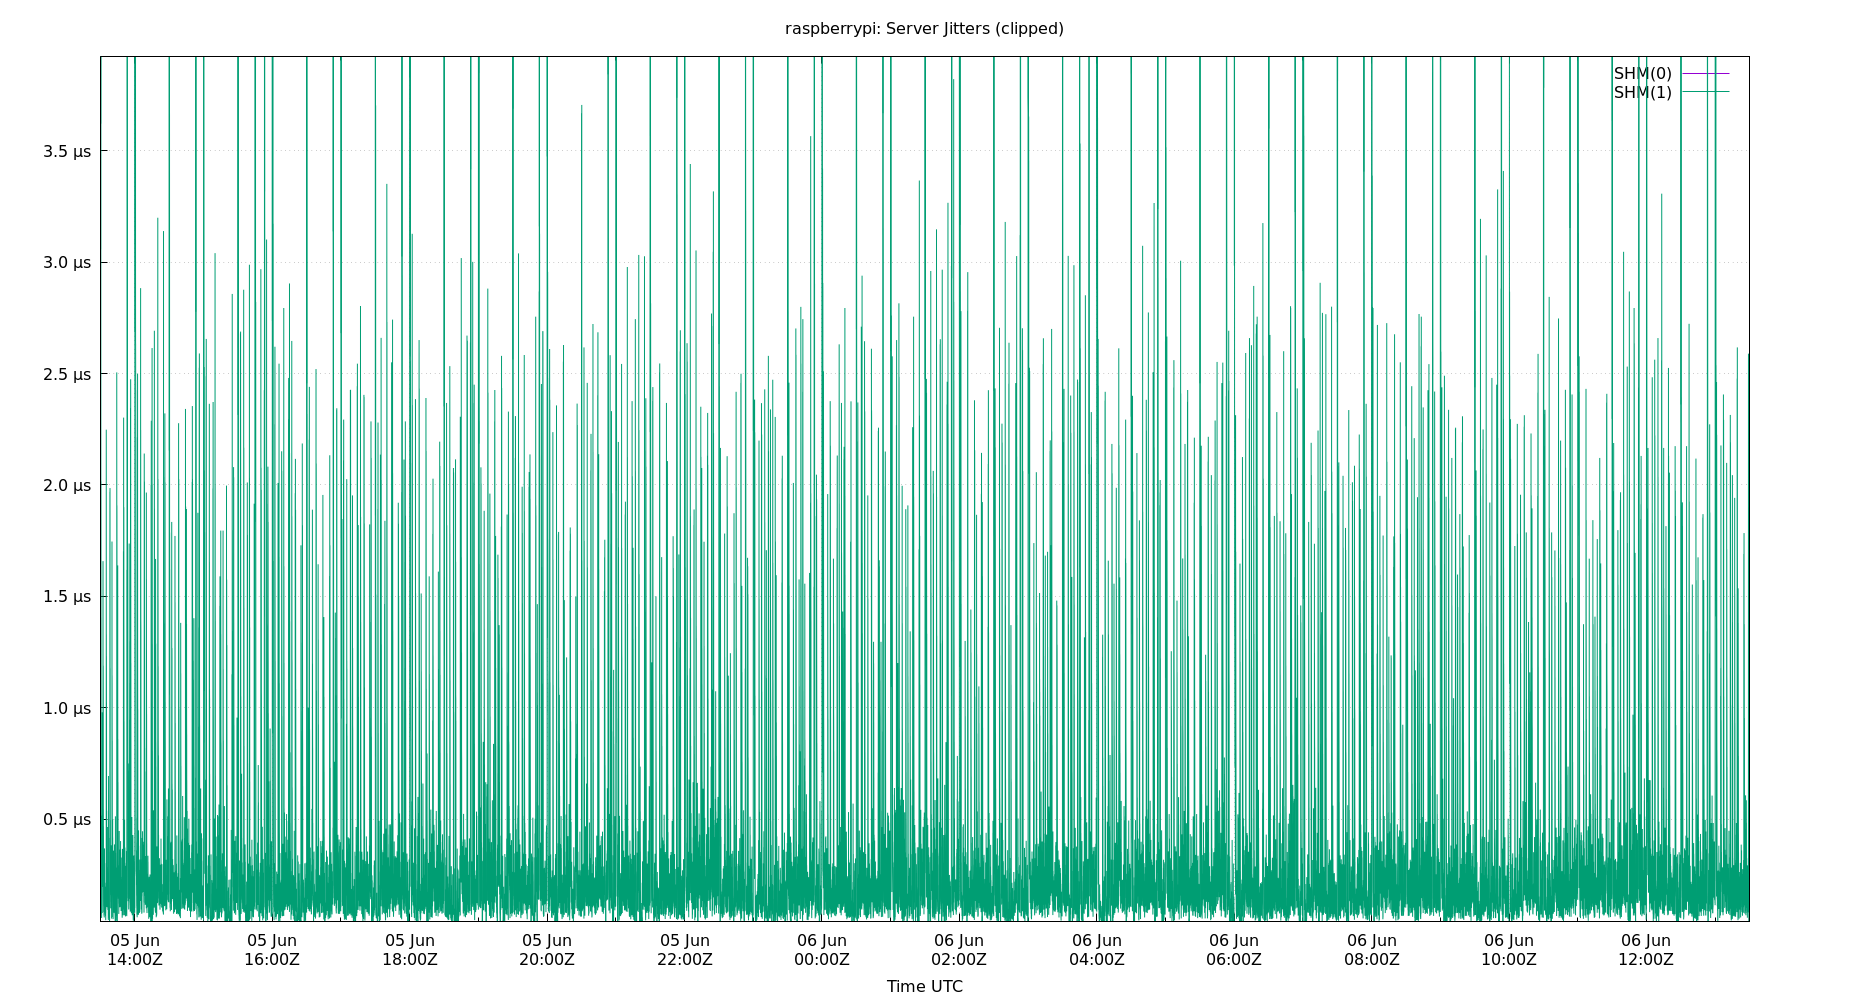 raspberrypi: Server Jitters (clipped)
SHM(0)
SHM(1)
3.5 µs
3.0 µs
2.5 µs
2.0 µs
1.5 µs
1.0 µs
0.5 µs
05 Jun 05 Jun 05 Jun 05 Jun 05 Jun 06 Jun 06 Jun 06 Jun 06 Jun 06 Jun 06 Jun 06 Jun
14:00Z 16:00Z 18:00Z 20:00Z 22:00Z 00:00Z 02:00Z 04:00Z 06:00Z 08:00Z 10:00Z 12:00Z
Time UTC